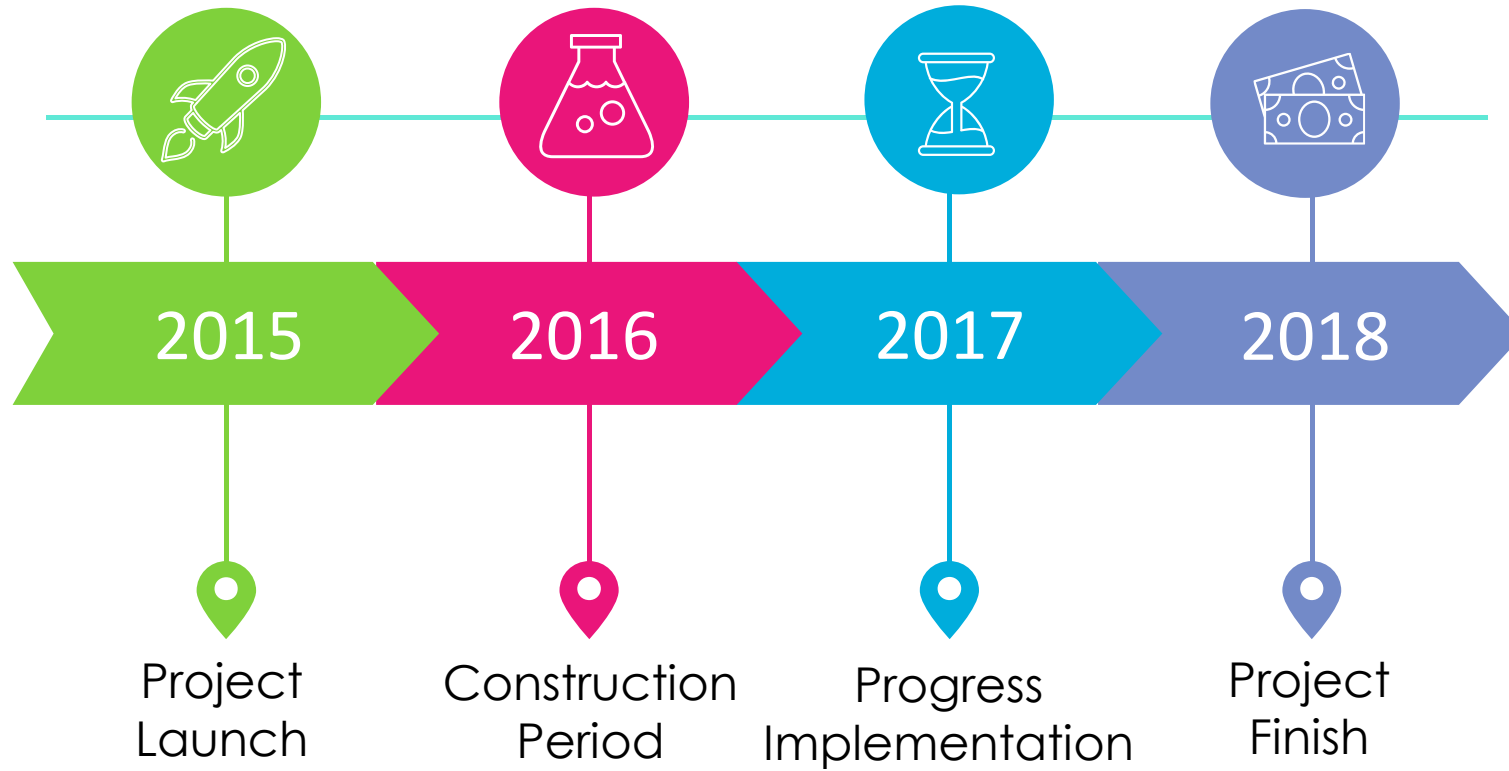 2015
2016
2017
2018
Project
Launch
Construction
Period
Progress
Implementation
Project
Finish